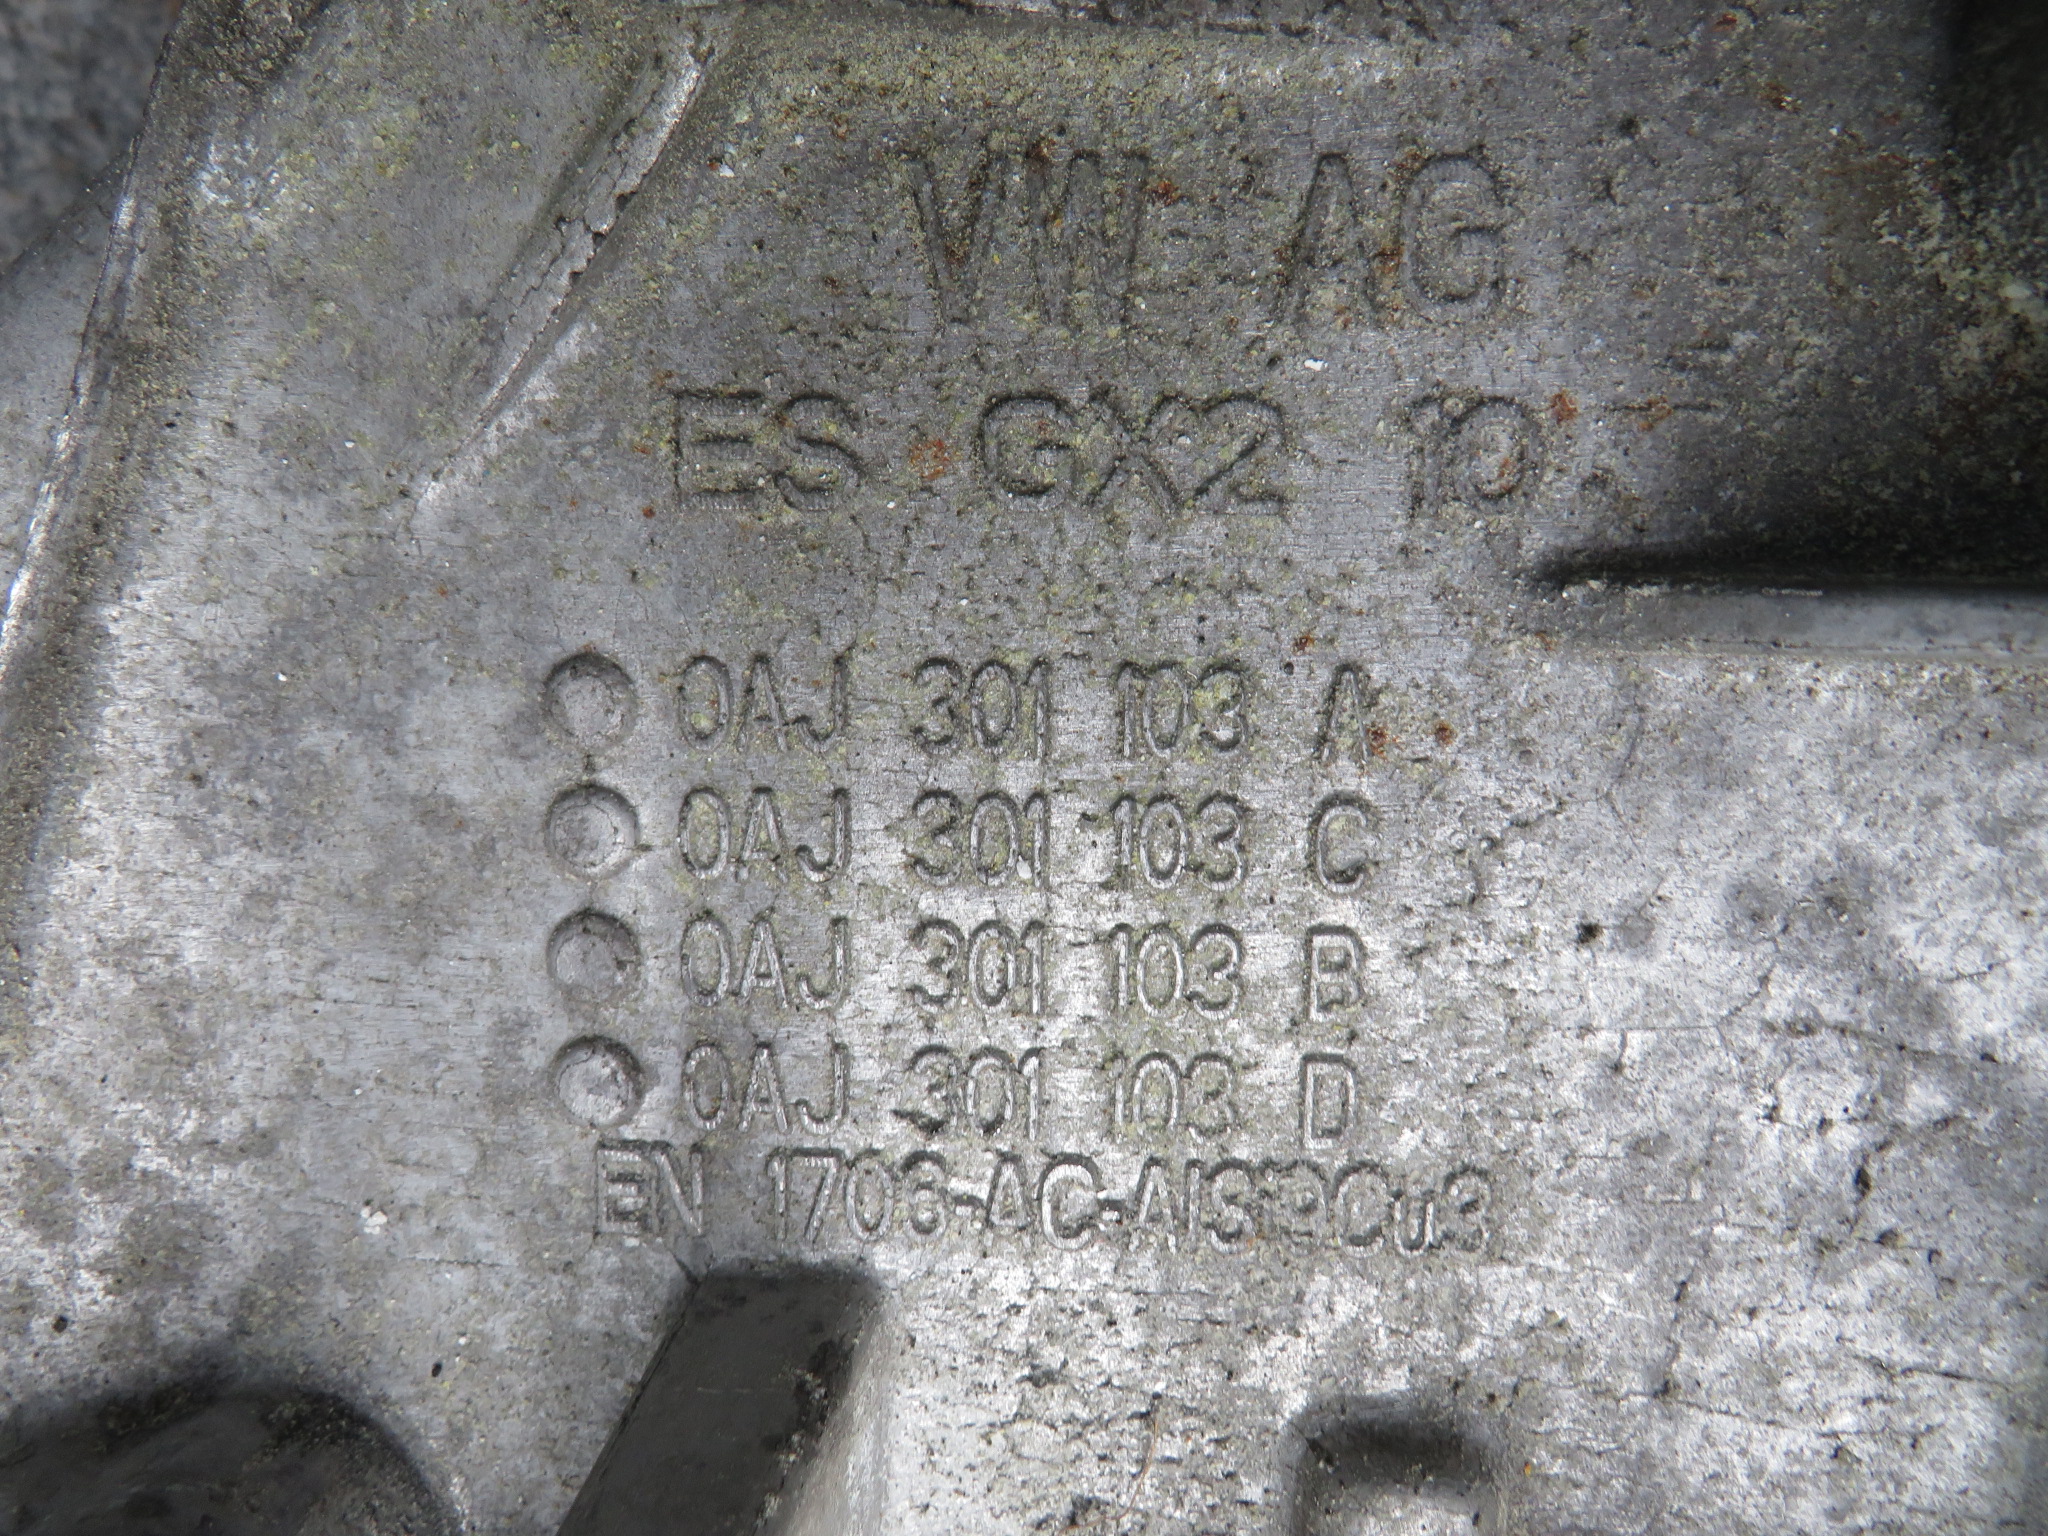 VW AG
ES GX2 10
0AJ 301 103 A
0AJ 301 103 C
0AJ 301 103 B
0AJ 301 103 D
EN 1706-AC-AlSi9Cu3